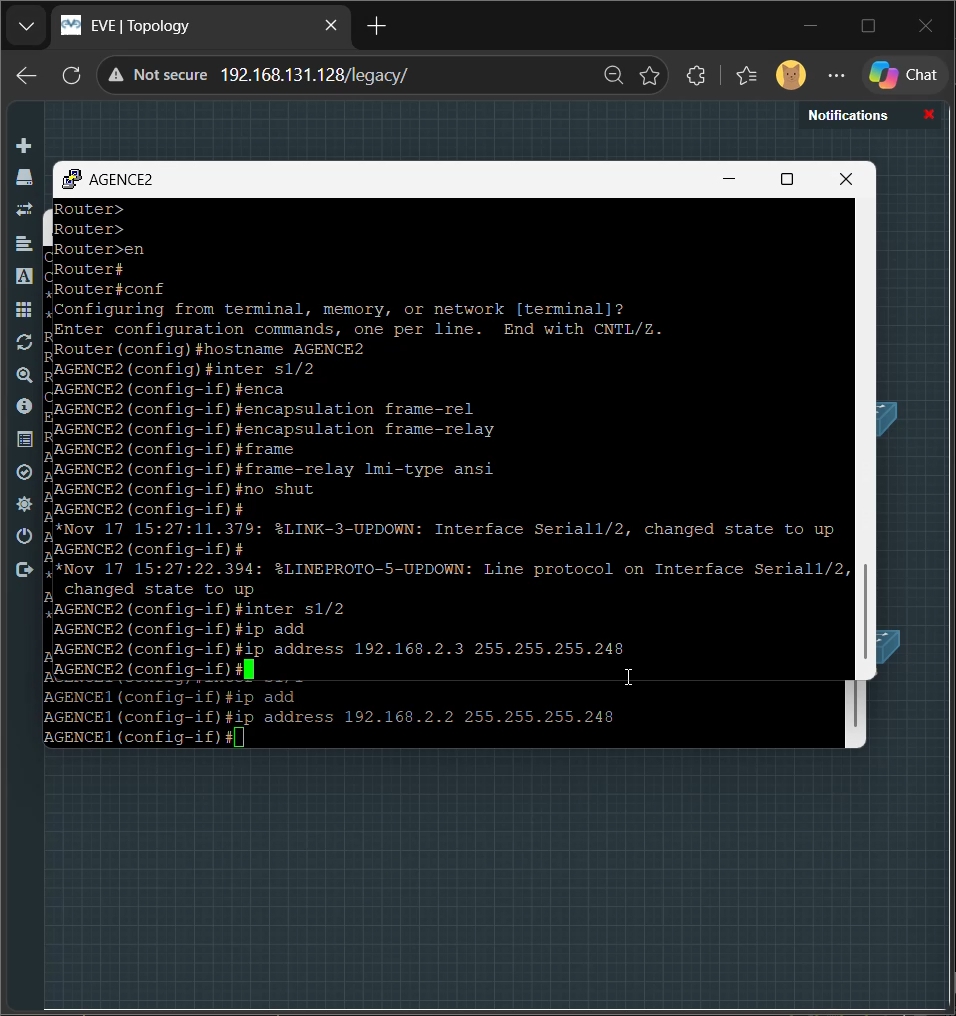 EVE | Topology
Not secure 192.168.131.128/legacy/
Chat
Notifications
AGENCE2
Router>
Router>
Router>en
Router#
Router#conf
Configuring from terminal, memory, or network [terminal]?
Enter configuration commands, one per line.  End with CNTL/Z.
Router(config)#hostname AGENCE2
AGENCE2(config)#inter s1/2
AGENCE2(config-if)#enca
AGENCE2(config-if)#encapsulation frame-rel
AGENCE2(config-if)#encapsulation frame-relay
AGENCE2(config-if)#frame
AGENCE2(config-if)#frame-relay lmi-type ansi
AGENCE2(config-if)#no shut
AGENCE2(config-if)#
*Nov 17 15:27:11.379: %LINK-3-UPDOWN: Interface Serial1/2, changed state to up
AGENCE2(config-if)#
*Nov 17 15:27:22.394: %LINEPROTO-5-UPDOWN: Line protocol on Interface Serial1/2,
changed state to up
AGENCE2(config-if)#inter s1/2
AGENCE2(config-if)#ip add
AGENCE2(config-if)#ip address 192.168.2.3 255.255.255.248
AGENCE2(config-if)#
AGENCE1(config-if)#ip add
AGENCE1(config-if)#ip address 192.168.2.2 255.255.255.248
AGENCE1(config-if)#